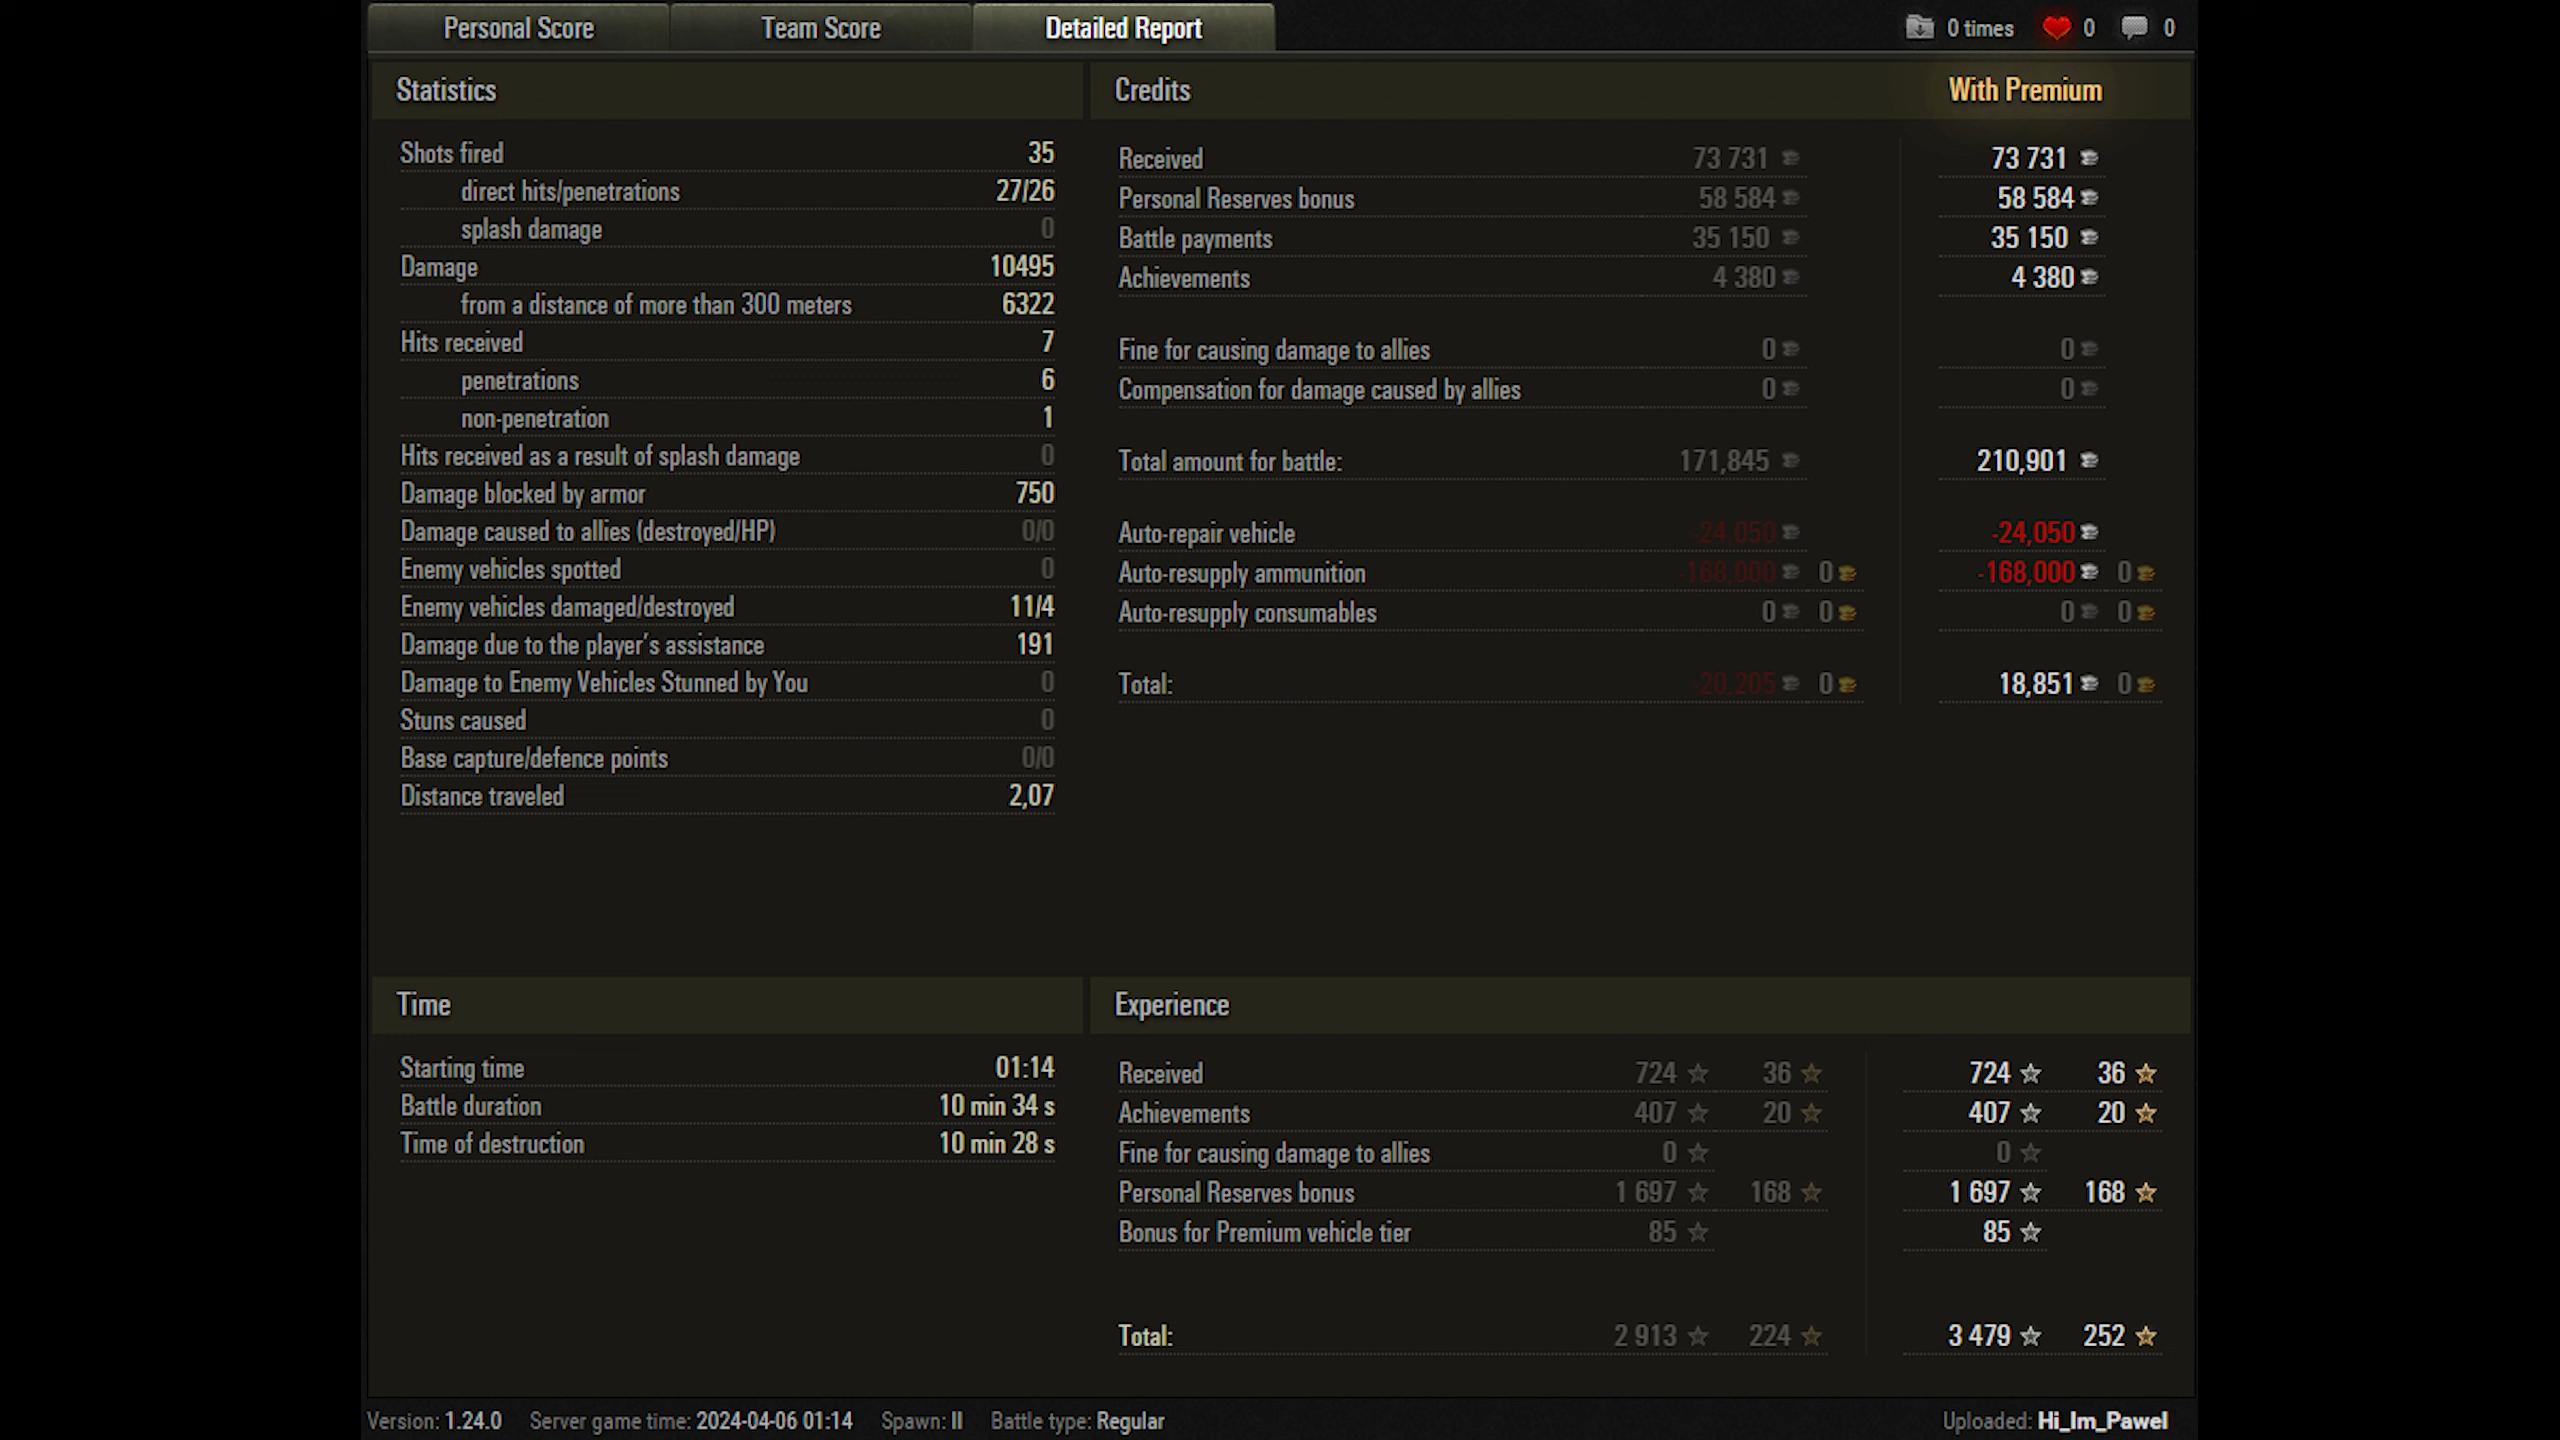 Personal Score Team Score Detailed Report 0 times 0 0
Statistics
Shots fired 35
direct hits/penetrations 27/26
splash damage 0
Damage 10495
from a distance of more than 300 meters 6322
Hits received 7
penetrations 6
non-penetration 1
Hits received as a result of splash damage 0
Damage blocked by armor 750
Damage caused to allies (destroyed/HP) 0/0
Enemy vehicles spotted 0
Enemy vehicles damaged/destroyed 11/4
Damage due to the player's assistance 191
Damage to Enemy Vehicles Stunned by You 0
Stuns caused 0
Base capture/defence points 0/0
Distance traveled 2,07
Credits With Premium
Received 73 731 73 731
Personal Reserves bonus 58 584 58 584
Battle payments 35 150 35 150
Achievements 4 380 4 380
Fine for causing damage to allies 0 0
Compensation for damage caused by allies 0 0
Total amount for battle: 171,845 210,901
Auto-repair vehicle -24,050 -24,050
Auto-resupply ammunition -168,000 0 -168,000 0
Auto-resupply consumables 0 0 0 0
Total: -20,205 0 18,851 0
Time
Starting time 01:14
Battle duration 10 min 34 s
Time of destruction 10 min 28 s
Experience
Received 724 36 724 36
Achievements 407 20 407 20
Fine for causing damage to allies 0 0
Personal Reserves bonus 1 697 168 1 697 168
Bonus for Premium vehicle tier 85 85
Total: 2 913 224 3 479 252
Version: 1.24.0 Server game time: 2024-04-06 01:14 Spawn: II Battle type: Regular Uploaded: Hi_Im_Pawel